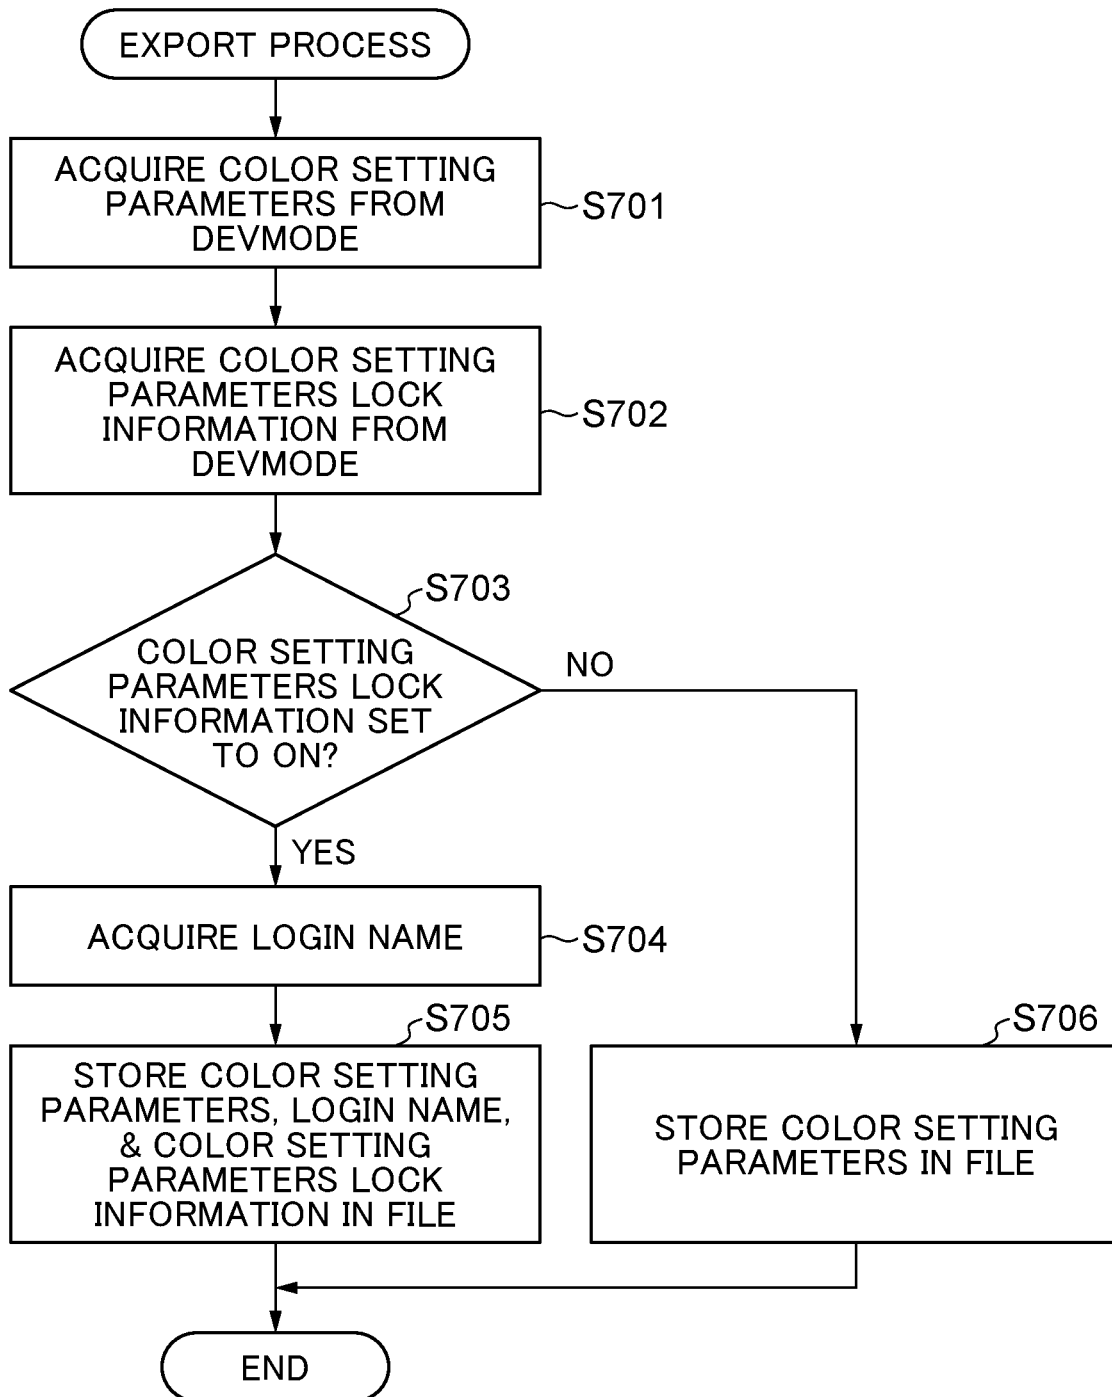 EXPORT PROCESS
ACQUIRE COLOR SETTING
PARAMETERS FROM
DEVMODE
S701
ACQUIRE COLOR SETTING
PARAMETERS LOCK
INFORMATION FROM
DEVMODE
S702
S703
COLOR SETTING
PARAMETERS LOCK
INFORMATION SET
TO ON?
NO
YES
ACQUIRE LOGIN NAME
S704
S705
STORE COLOR SETTING
PARAMETERS, LOGIN NAME,
& COLOR SETTING
PARAMETERS LOCK
INFORMATION IN FILE
S706
STORE COLOR SETTING
PARAMETERS IN FILE
END